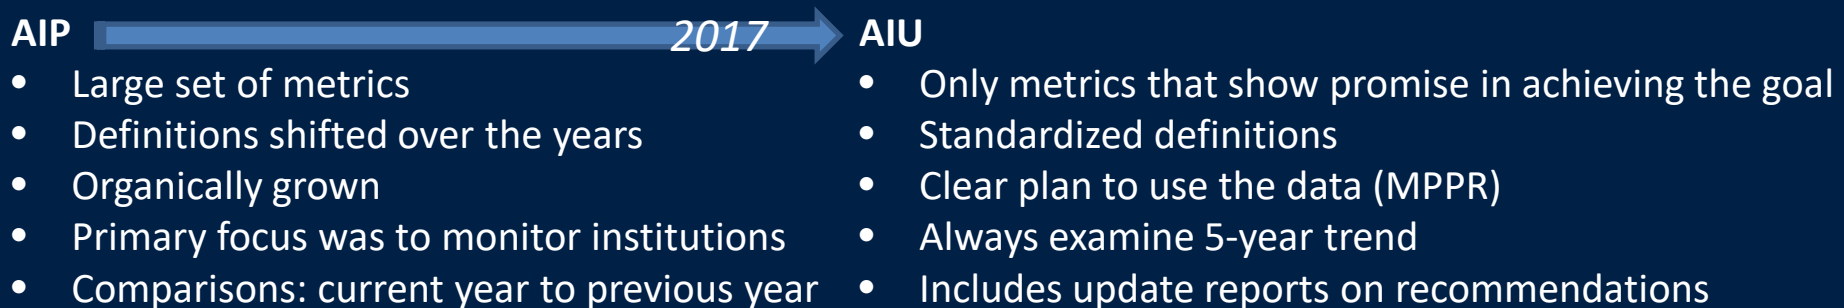 AIP
2017
AIU
• Large set of metrics
• Definitions shifted over the years
• Organically grown
• Primary focus was to monitor institutions
• Comparisons: current year to previous year
• Only metrics that show promise in achieving the goal
• Standardized definitions
• Clear plan to use the data (MPPR)
• Always examine 5-year trend
• Includes update reports on recommendations